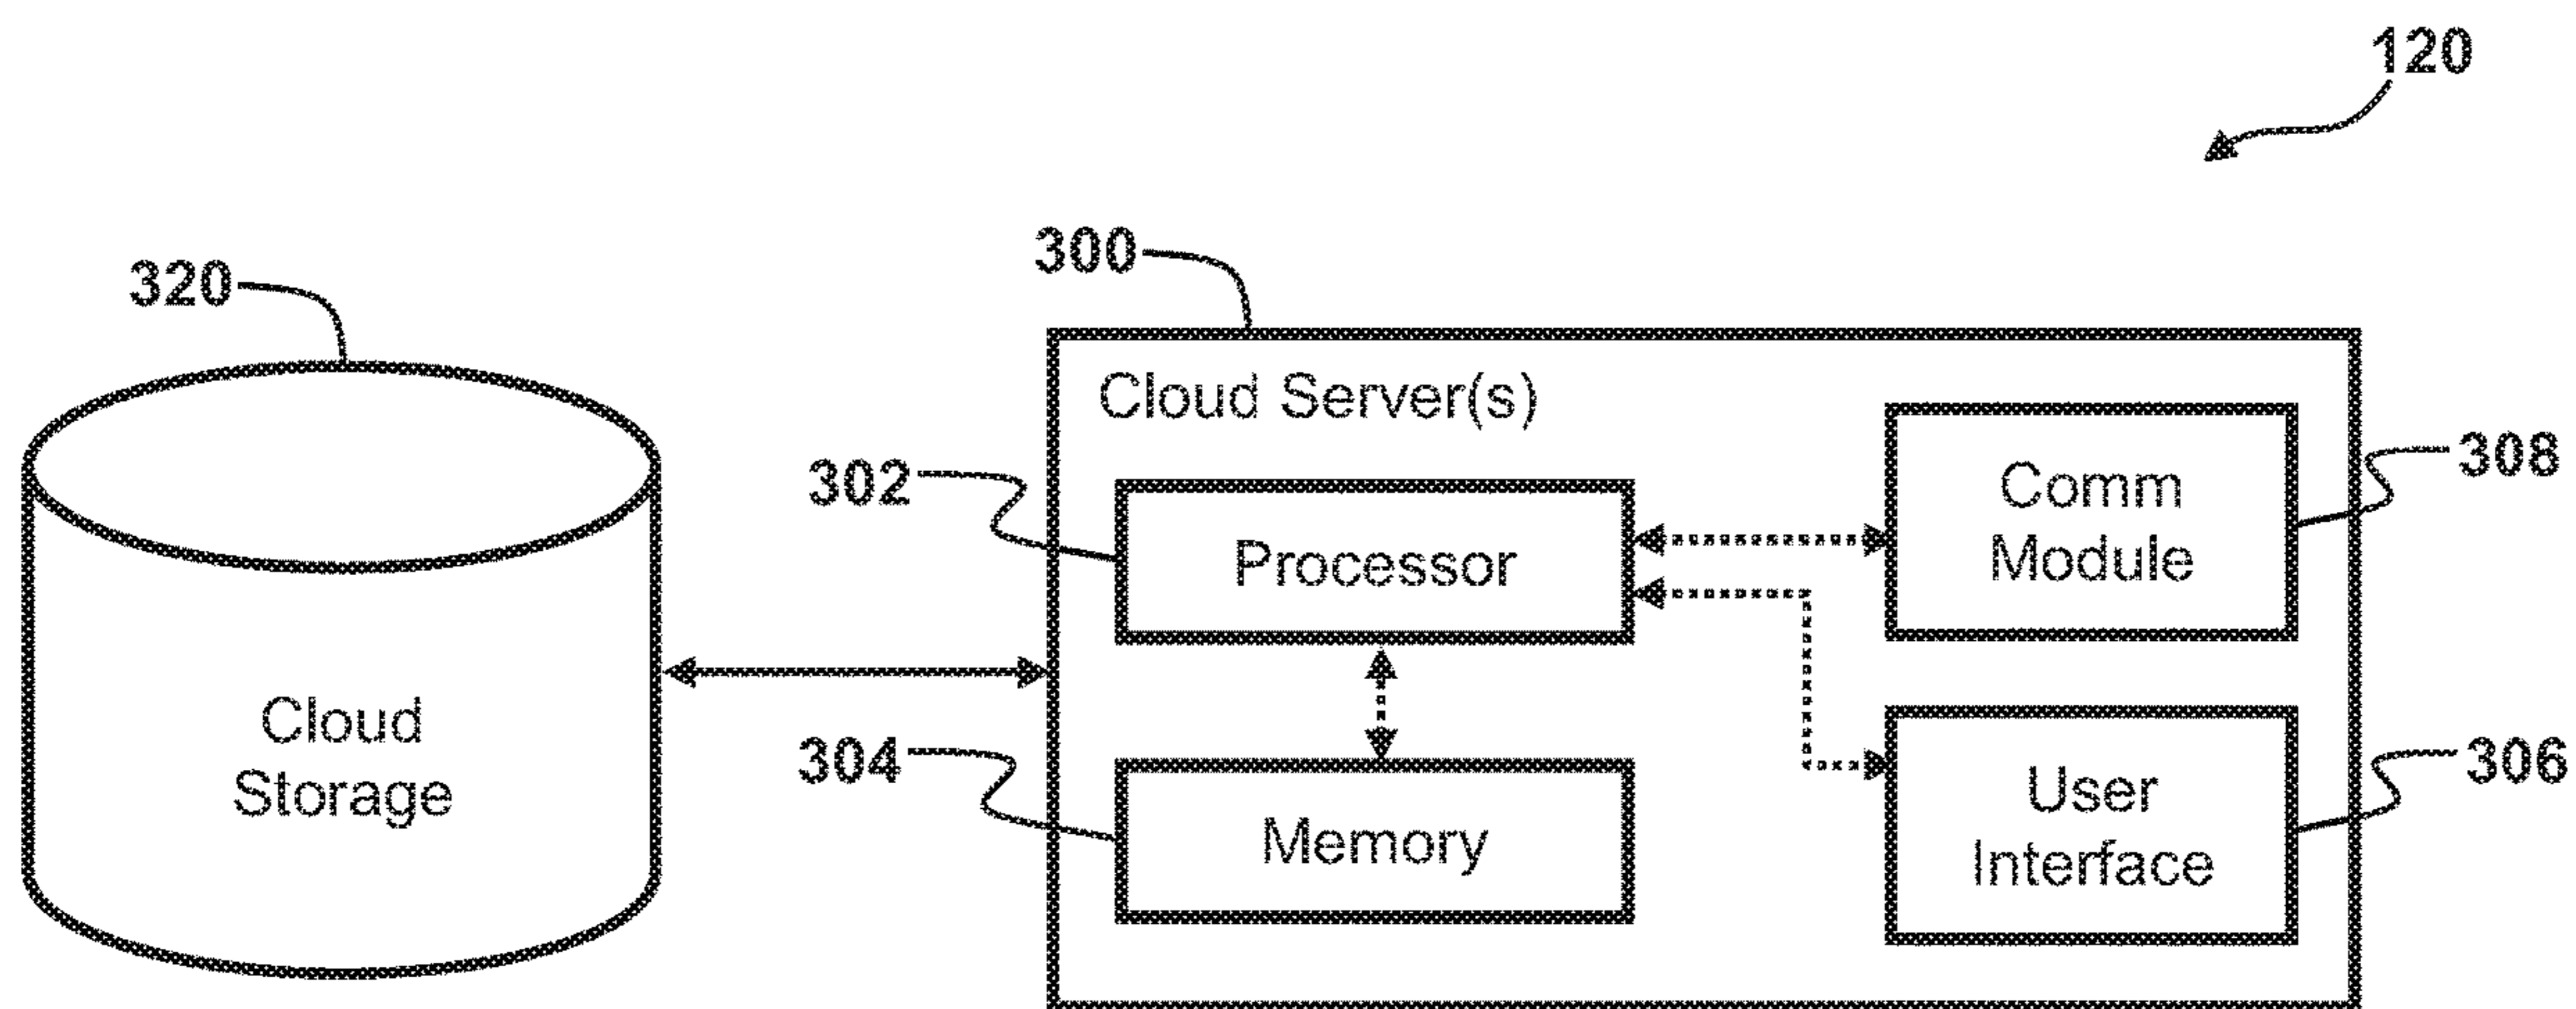 120
300
320
Cloud Server(s)
302
308
Comm
Module
Processor
Cloud
Storage
304
306
User
Interface
Memory